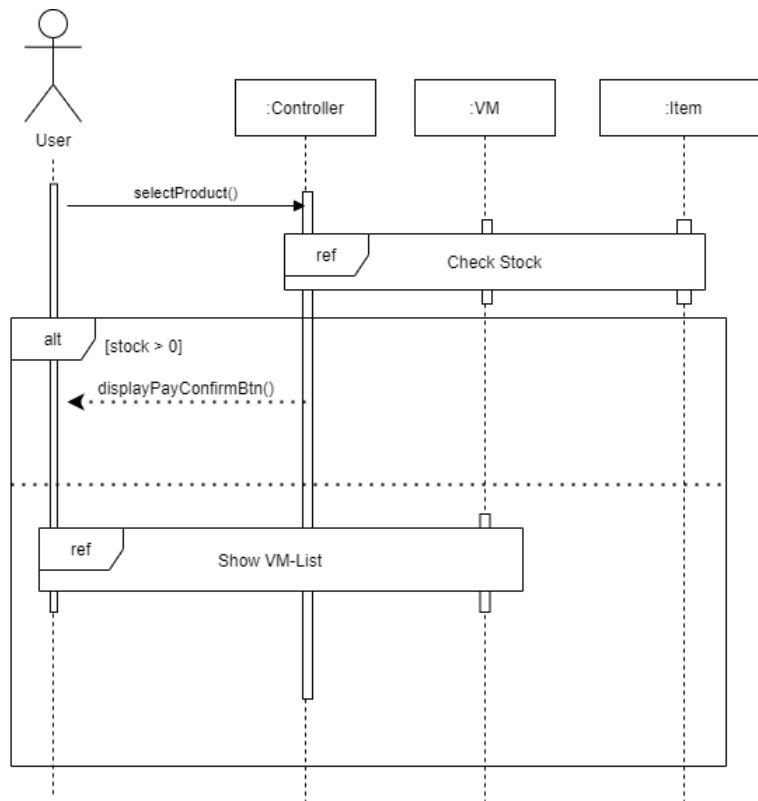 User
:Controller
:VM
:Item
selectProduct()
ref
Check Stock
alt
[stock > 0]
displayPayConfirmBtn()
ref
Show VM-List